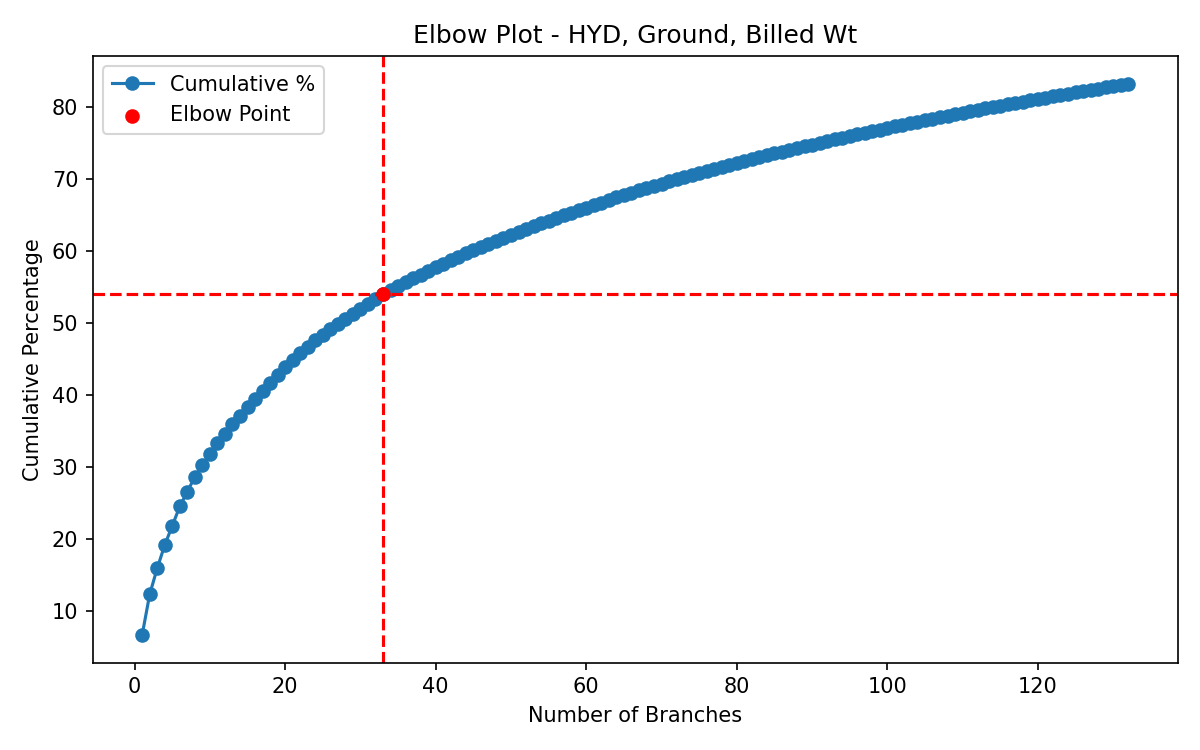 Elbow Plot - HYD, Ground, Billed Wt
Cumulative %
Elbow Point
Cumulative Percentage
80
70
60
50
40
30
20
10
0 20 40 60 80 100 120
Number of Branches